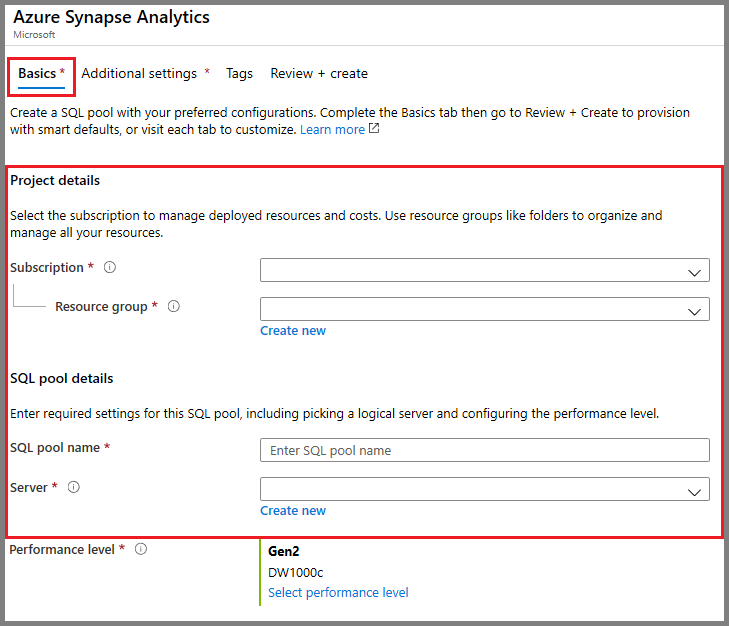 Azure Synapse Analytics
Microsoft
Basics * Additional settings * Tags Review + create
Create a SQL pool with your preferred configurations. Complete the Basics tab then go to Review + Create to provision
with smart defaults, or visit each tab to customize. Learn more
Project details
Select the subscription to manage deployed resources and costs. Use resource groups like folders to organize and
manage all your resources.
Subscription *
Resource group *
Create new
SQL pool details
Enter required settings for this SQL pool, including picking a logical server and configuring the performance level.
SQL pool name * Enter SQL pool name
Server *
Create new
Performance level * Gen2
DW1000c
Select performance level